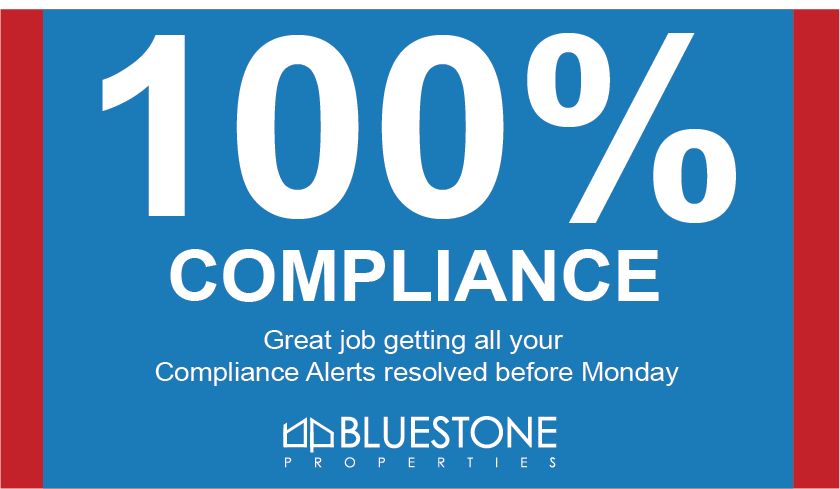 100%
COMPLIANCE
Great job getting all your
Compliance Alerts resolved before Monday
BLUESTONE
PROPERTIES